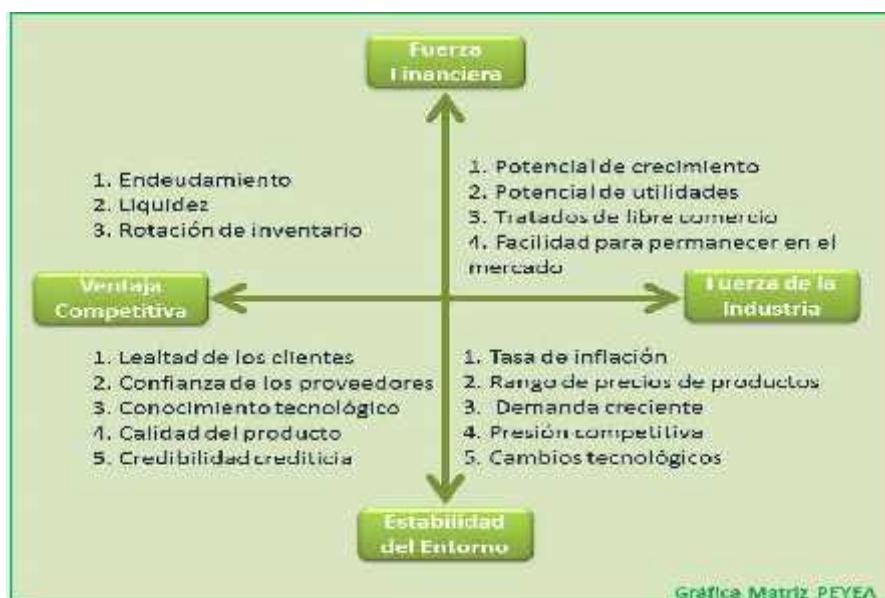 Fuerza
Financiera
1. Endeudamiento
2. Liquidez
3. Rotación de inventario
1. Potencial de crecimiento
2. Potencial de utilidades
3. Tratados de libre comercio
4. Facilidad para permanecer en el
mercado
Ventaja
Competitiva
Fuerza de la
Industria
1. Lealtad de los clientes
2. Confianza de los proveedores
3. Conocimiento tecnológico
4. Calidad del producto
5. Credibilidad crediticia
1. Tasa de inflación
2. Rango de precios de productos
3. Demanda creciente
4. Presión competitiva
5. Cambios tecnológicos
Estabilidad
del Entorno
Gráfica Matriz PEYEA